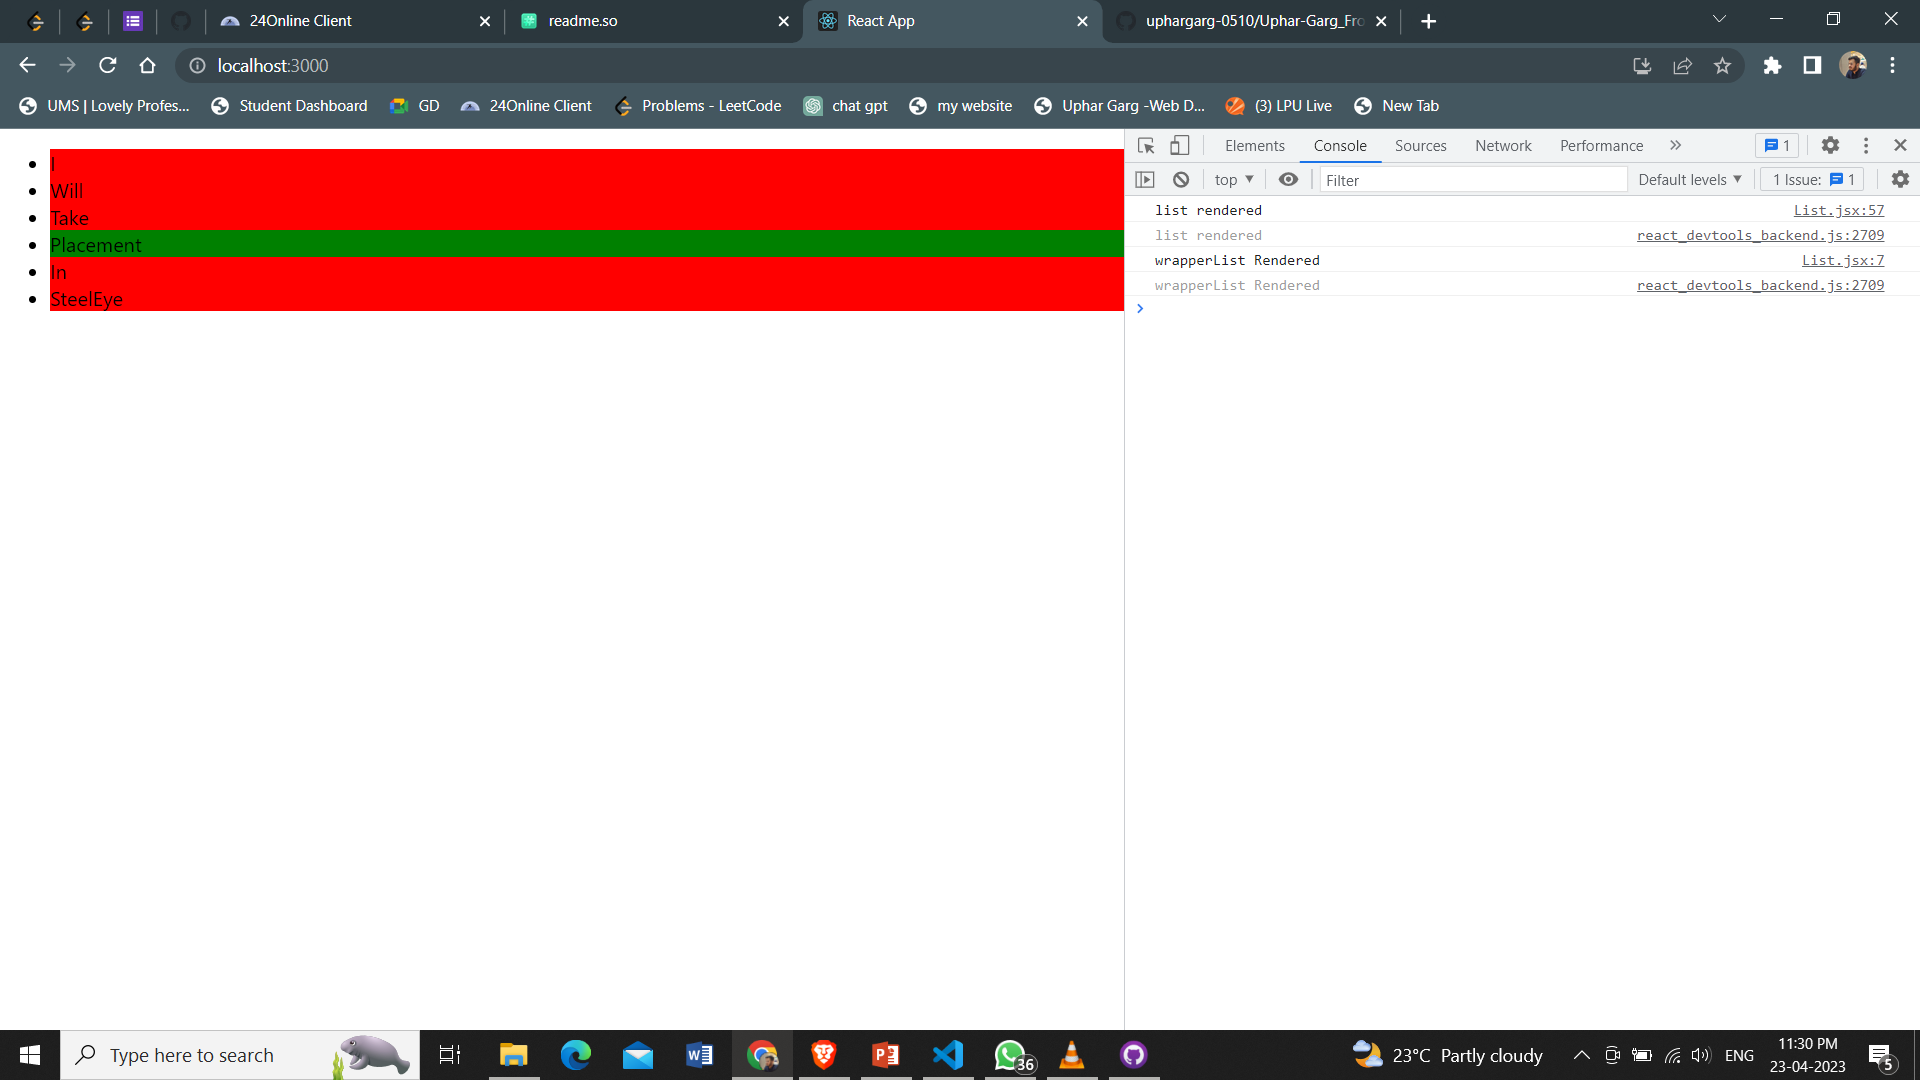 24Online Client
readme.so
React App
uphargarg-0510/Uphar-Garg_Fro
localhost:3000
UMS | Lovely Profes...
Student Dashboard
GD
24Online Client
Problems - LeetCode
chat gpt
my website
Uphar Garg -Web D...
(3) LPU Live
New Tab
I
Will
Take
Placement
In
SteelEye
Elements
Console
Sources
Network
Performance
1
top
Filter
Default levels
1 Issue: 1
list rendered List.jsx:57
list rendered react_devtools_backend.js:2709
wrapperList Rendered List.jsx:7
wrapperList Rendered react_devtools_backend.js:2709
Type here to search
36
23°C Partly cloudy
ENG
11:30 PM
23-04-2023
5